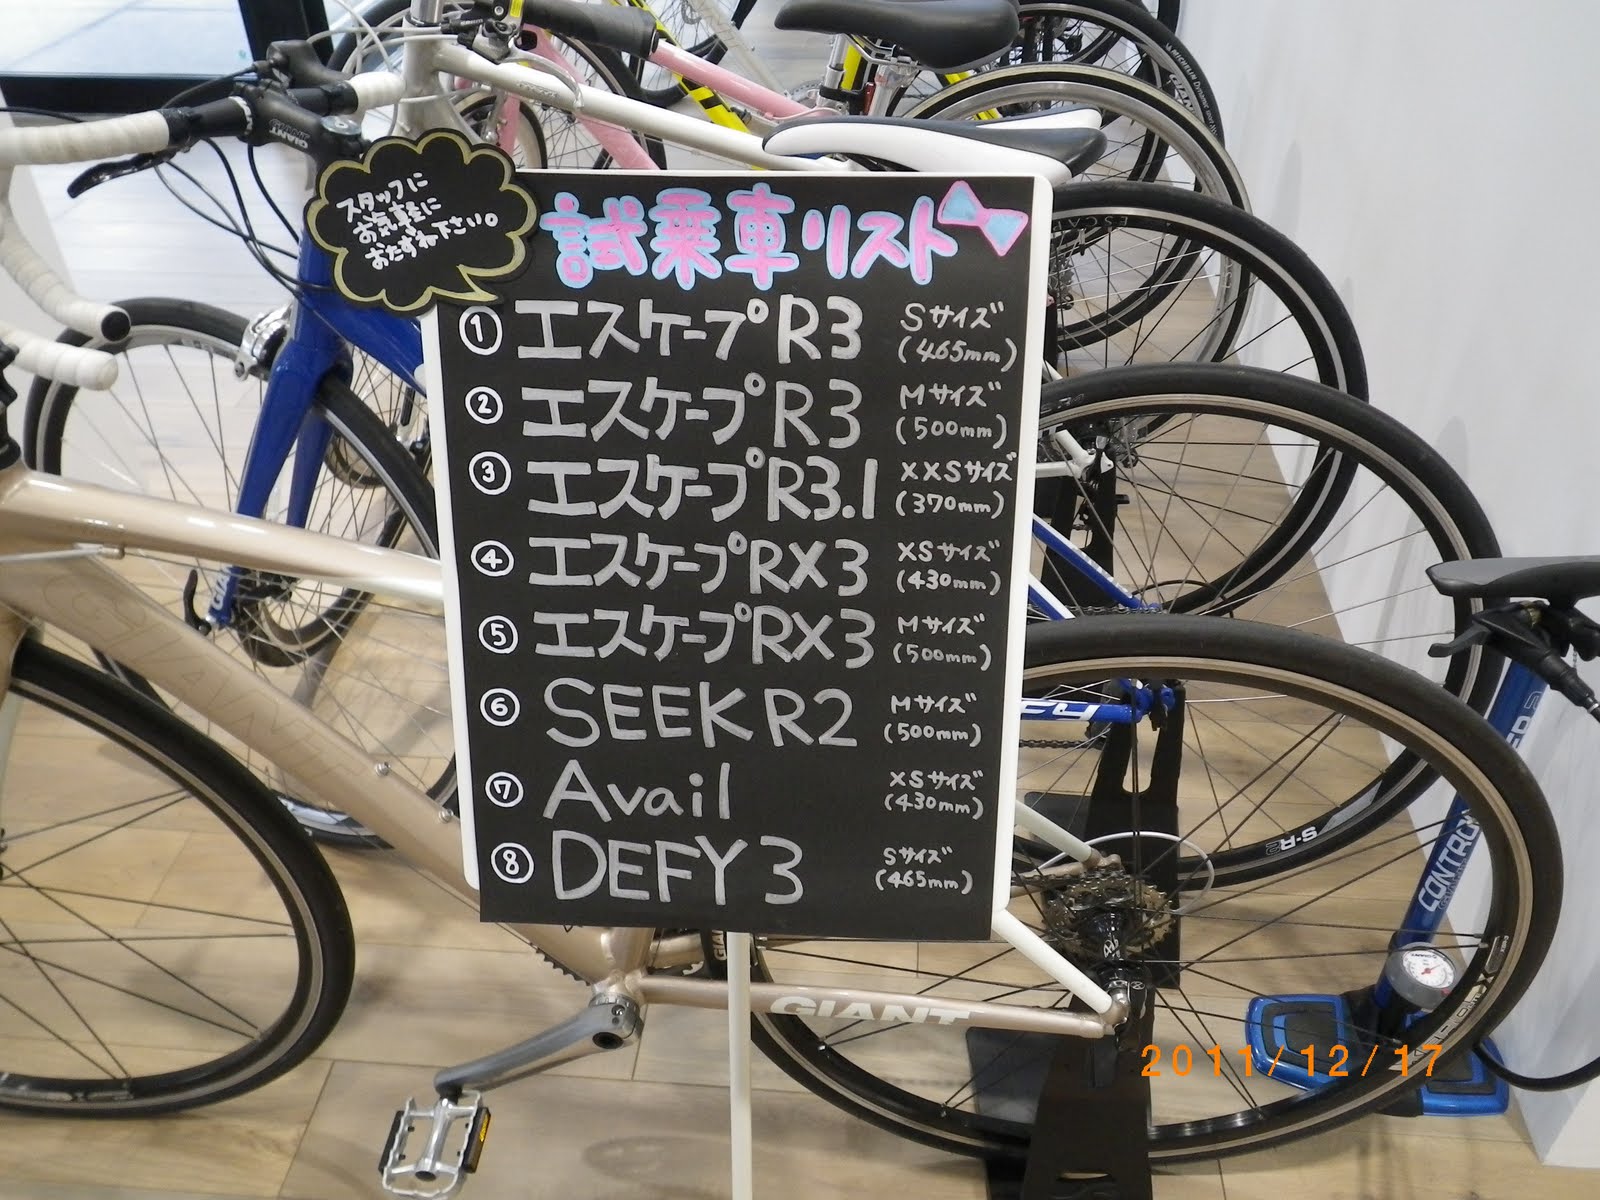 スタッフに
お気軽に
おたずね下さい。
試乗車リスト
① エスケープR3 Sサイズ
(465mm)
② エスケープR3 Mサイズ
(500mm)
③ エスケープR3.1 XXSサイズ
(370mm)
④ エスケープRX3 XSサイズ
(430mm)
⑤ エスケープRX3 Mサイズ
(500mm)
⑥ SEEK R2 Mサイズ
(500mm)
⑦ Avail XSサイズ
(430mm)
⑧ DEFY 3 Sサイズ
(465mm)
GIANT
GIANT
GIANT
GIANT
S-R2
CONTROL
2011/12/17